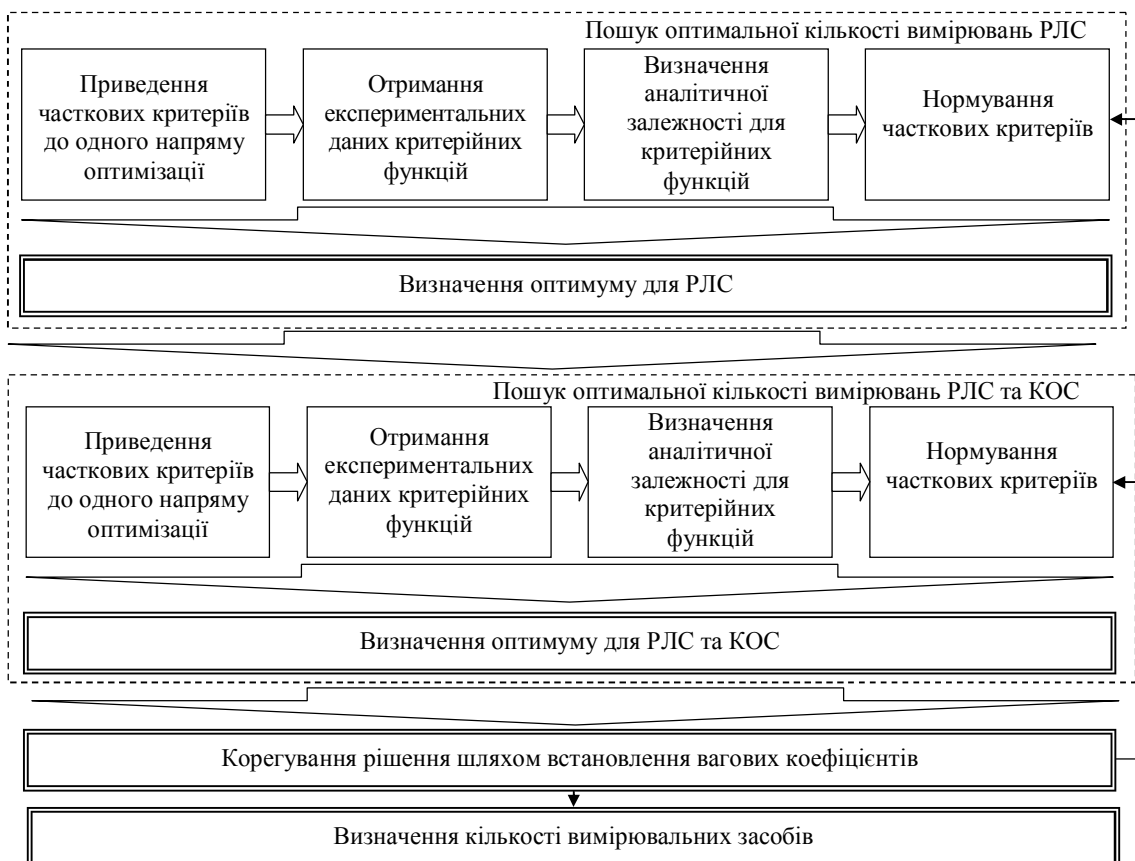 Пошук оптимальної кількості вимірювань РЛС
Приведення
часткових критеріїв
до одного напряму
оптимізації
Отримання
експериментальних
даних критерійних
функцій
Визначення
аналітичної
залежності для
критерійних
функцій
Нормування
часткових критеріїв
Визначення оптимуму для РЛС
Пошук оптимальної кількості вимірювань РЛС та КОС
Приведення
часткових критеріїв
до одного напряму
оптимізації
Отримання
експериментальних
даних критерійних
функцій
Визначення
аналітичної
залежності для
критерійних
функцій
Нормування
часткових критеріїв
Визначення оптимуму для РЛС та КОС
Корегування рішення шляхом встановлення вагових коефіцієнтів
Визначення кількості вимірювальних засобів